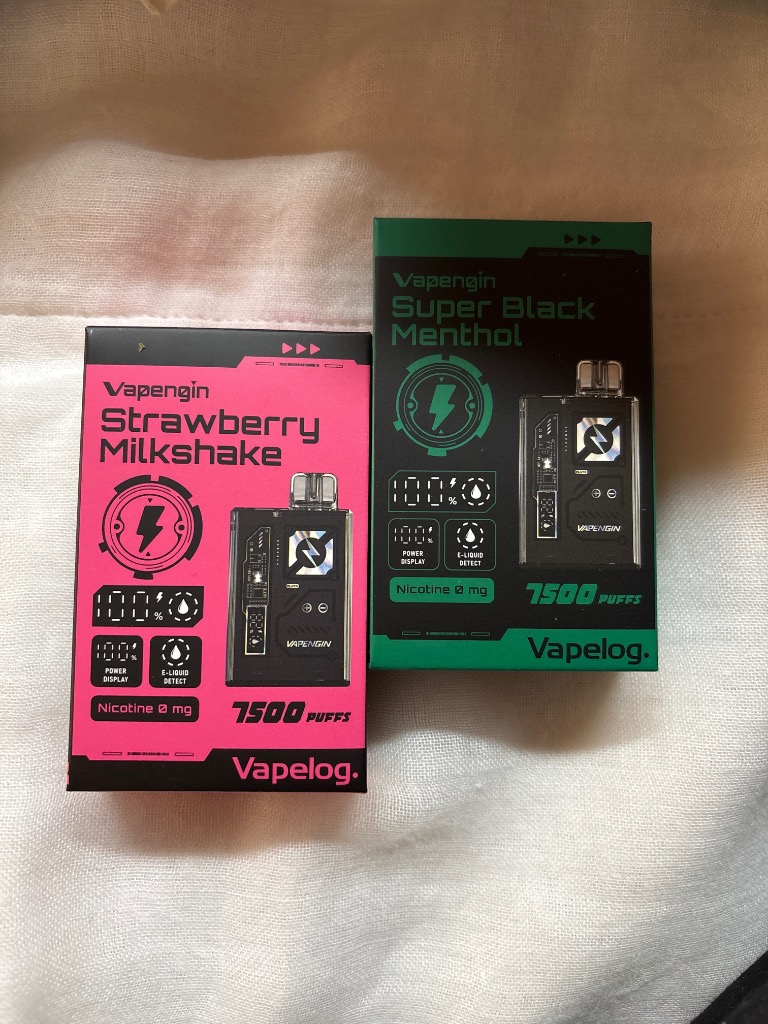 Vapengin
Strawberry
Milkshake
100%
100%
POWER
DISPLAY
E-LIQUID
DETECT
Nicotine 0 mg
VAPENGIN
7500 PUFFS
Vapelog.
Vapengin
Super Black
Menthol
100%
100%
POWER
DISPLAY
E-LIQUID
DETECT
Nicotine 0 mg
VAPENGIN
7500 PUFFS
Vapelog.